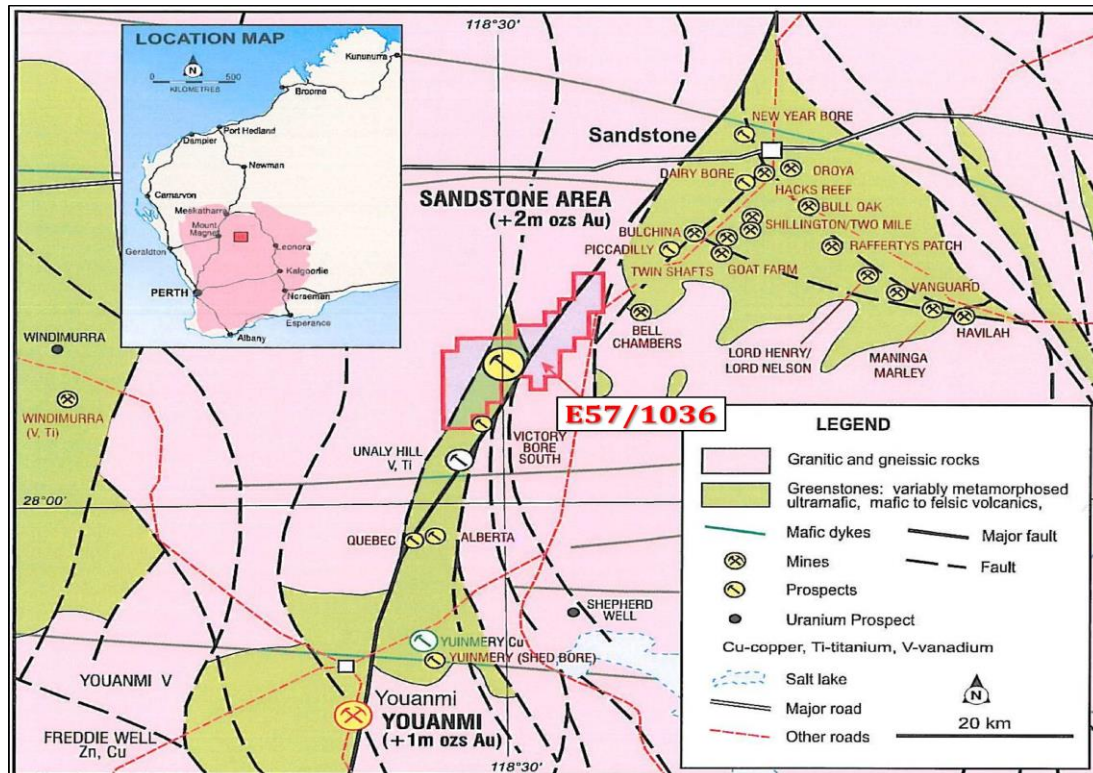 118°30'
LOCATION MAP
N
0 500
KILOMETRES
Kununurra
Broome
Dampier
Port Hedland
Newman
Carnarvon
Meekatharra
Mount
Magnet
Geraldton
Leonora
Kalgoorlie
PERTH
Norseman
Esperance
Albany
Sandstone
NEW YEAR BORE
DAIRY BORE
OROYA
HACKS REEF
BULL OAK
SANDSTONE AREA
(+2m ozs Au)
SHILLINGTON/TWO MILE
BULCHINA
RAFFERTYS PATCH
PICCADILLY
TWIN SHAFTS
GOAT FARM
VANGUARD
BELL
CHAMBERS
HAVILAH
LORD HENRY/
LORD NELSON
MANINGA
MARLEY
WINDIMURRA
WINDIMURRA
(V, Ti)
E57/1036
VICTORY
BORE
SOUTH
UNALY HILL
V, Ti
28°00'
QUEBEC
ALBERTA
SHEPHERD
WELL
YUINMERY Cu
YUINMERY (SHED BORE)
YOUANMI V
Youanmi
YOUANMI
(+1m ozs Au)
FREDDIE WELL
Zn, Cu
118°30'
LEGEND
Granitic and gneissic rocks
Greenstones: variably metamorphosed
ultramafic, mafic to felsic volcanics,
Mafic dykes
Major fault
Mines
Fault
Prospects
Uranium Prospect
Cu-copper, Ti-titanium, V-vanadium
Salt lake
N
Major road
20 km
Other roads